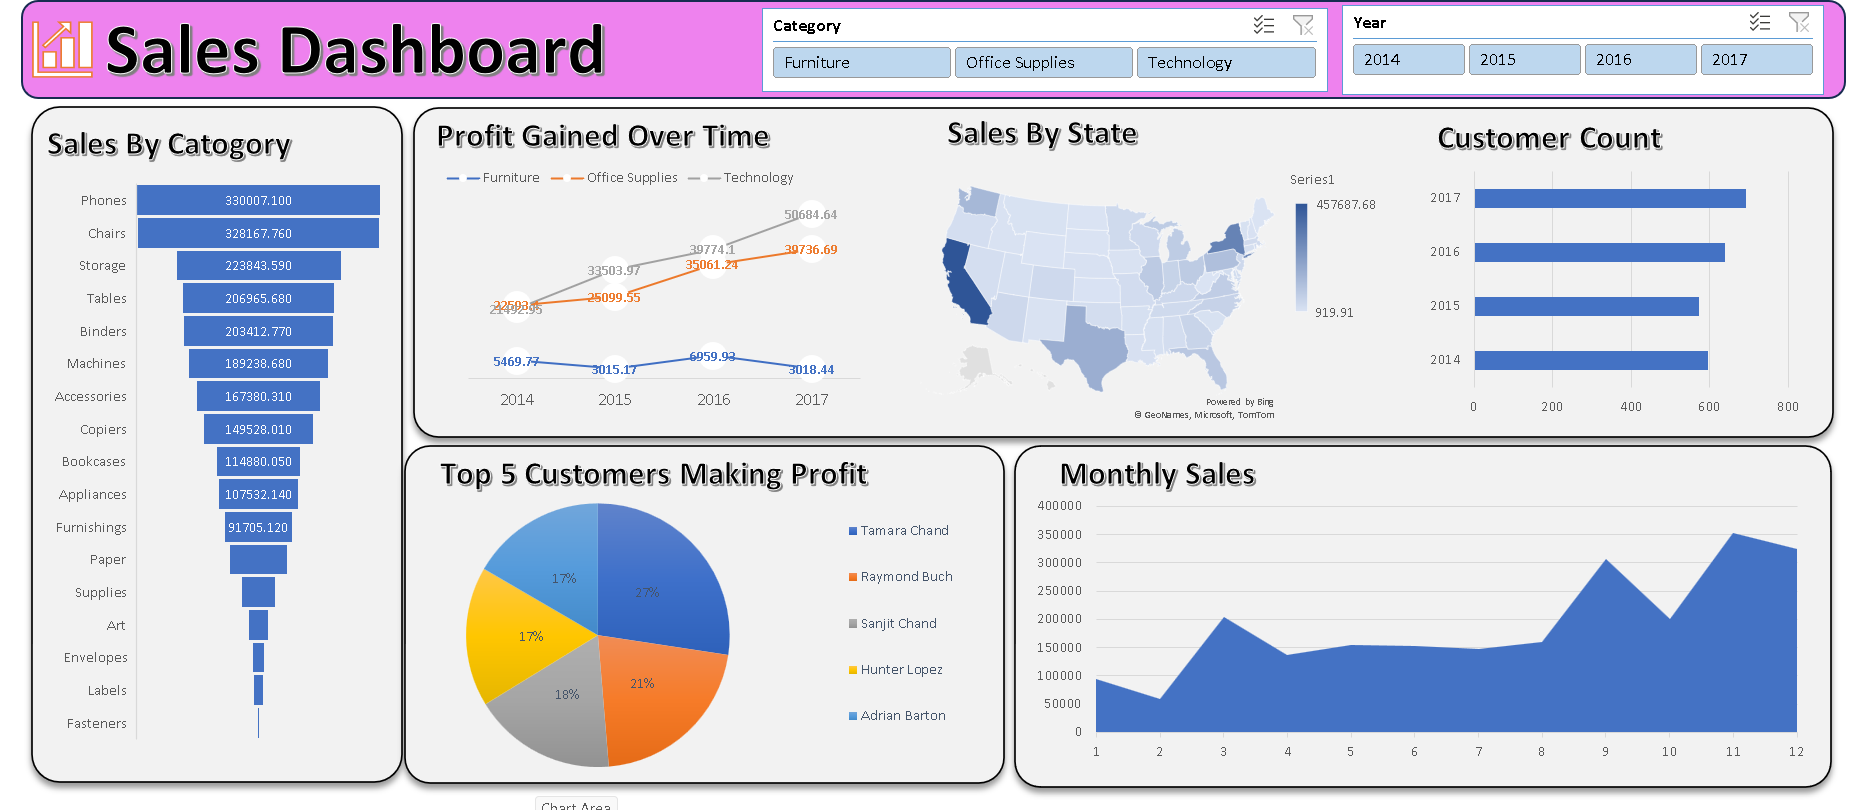 Sales Dashboard
Category
Furniture
Office Supplies
Technology
Year
2014
2015
2016
2017
Sales By Catogory
Phones
330007.100
Chairs
328167.760
Storage
223843.590
Tables
206965.680
Binders
203412.770
Machines
189238.680
Accessories
167380.310
Copiers
149528.010
Bookcases
114880.050
Appliances
107532.140
Furnishings
91705.120
Paper
Supplies
Art
Envelopes
Labels
Fasteners
Profit Gained Over Time
Furniture
Office Supplies
Technology
50684.64
39774.1
39736.69
35061.24
33503.97
25099.55
21492.95
5469.77
3015.17
6959.93
3018.44
2014
2015
2016
2017
Sales By State
Series1
457687.68
919.91
Powered by Bing
© GeoNames, Microsoft, TomTom
Customer Count
2017
2016
2015
2014
0
200
400
600
800
Top 5 Customers Making Profit
27%
21%
18%
17%
17%
Tamara Chand
Raymond Buch
Sanjit Chand
Hunter Lopez
Adrian Barton
Monthly Sales
400000
350000
300000
250000
200000
150000
100000
50000
0
1
2
3
4
5
6
7
8
9
10
11
12
Chart Area